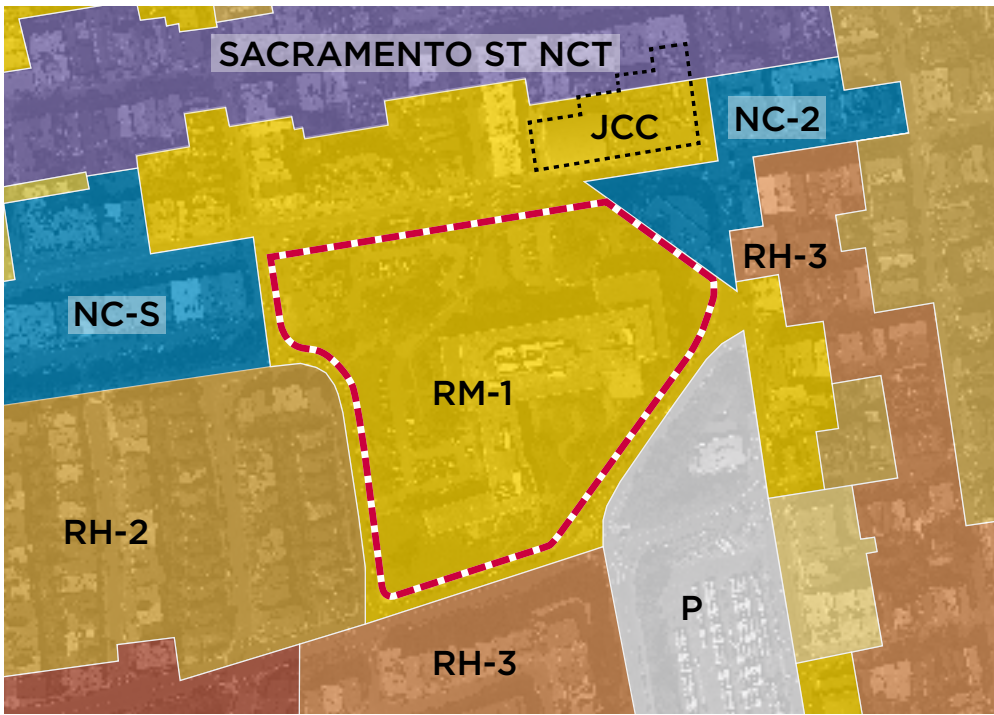 SACRAMENTO ST NCT
JCC
NC-2
RH-3
NC-S
RM-1
RH-2
P
RH-3